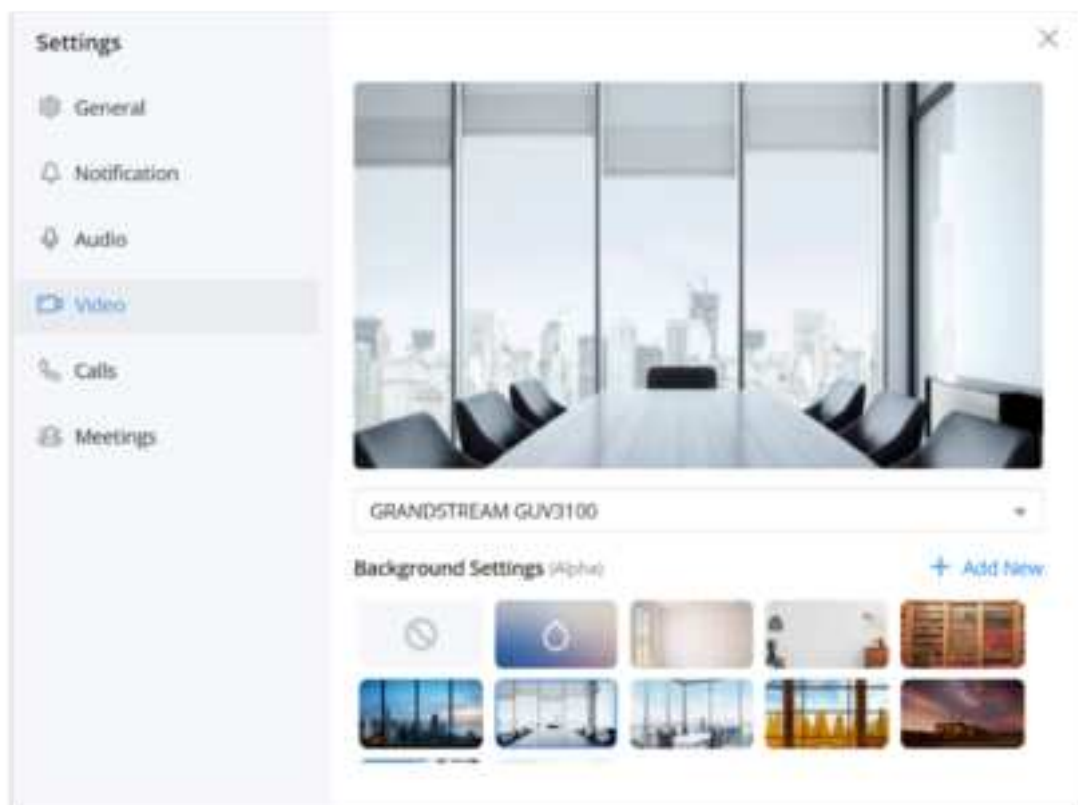 Settings
General
Notification
Audio
Video
Calls
Meetings
GRANDSTREAM GUV3100
Background Settings (Alpha)
+ Add New